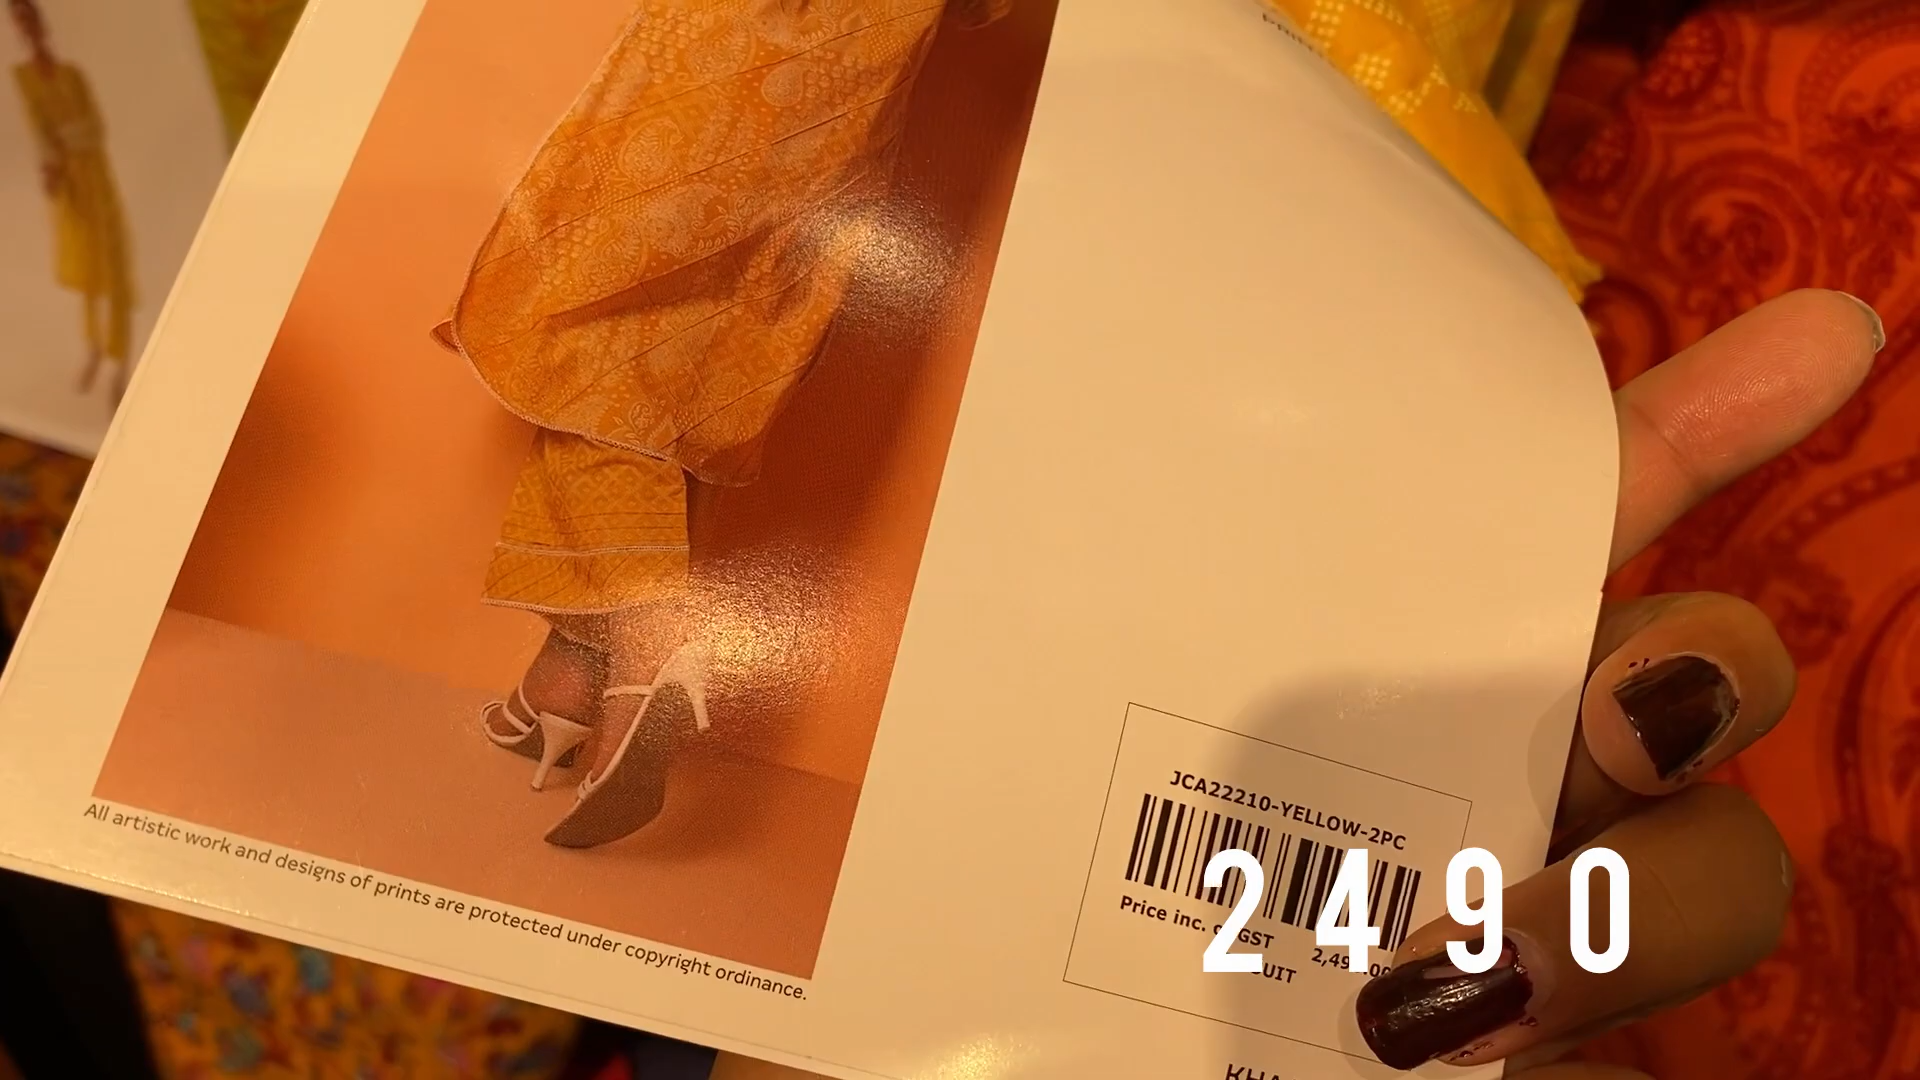 All artistic work and designs of prints are protected under copyright ordinance.
JCA22210-YELLOW-2PC
Price inc. GST
2 4 9 0